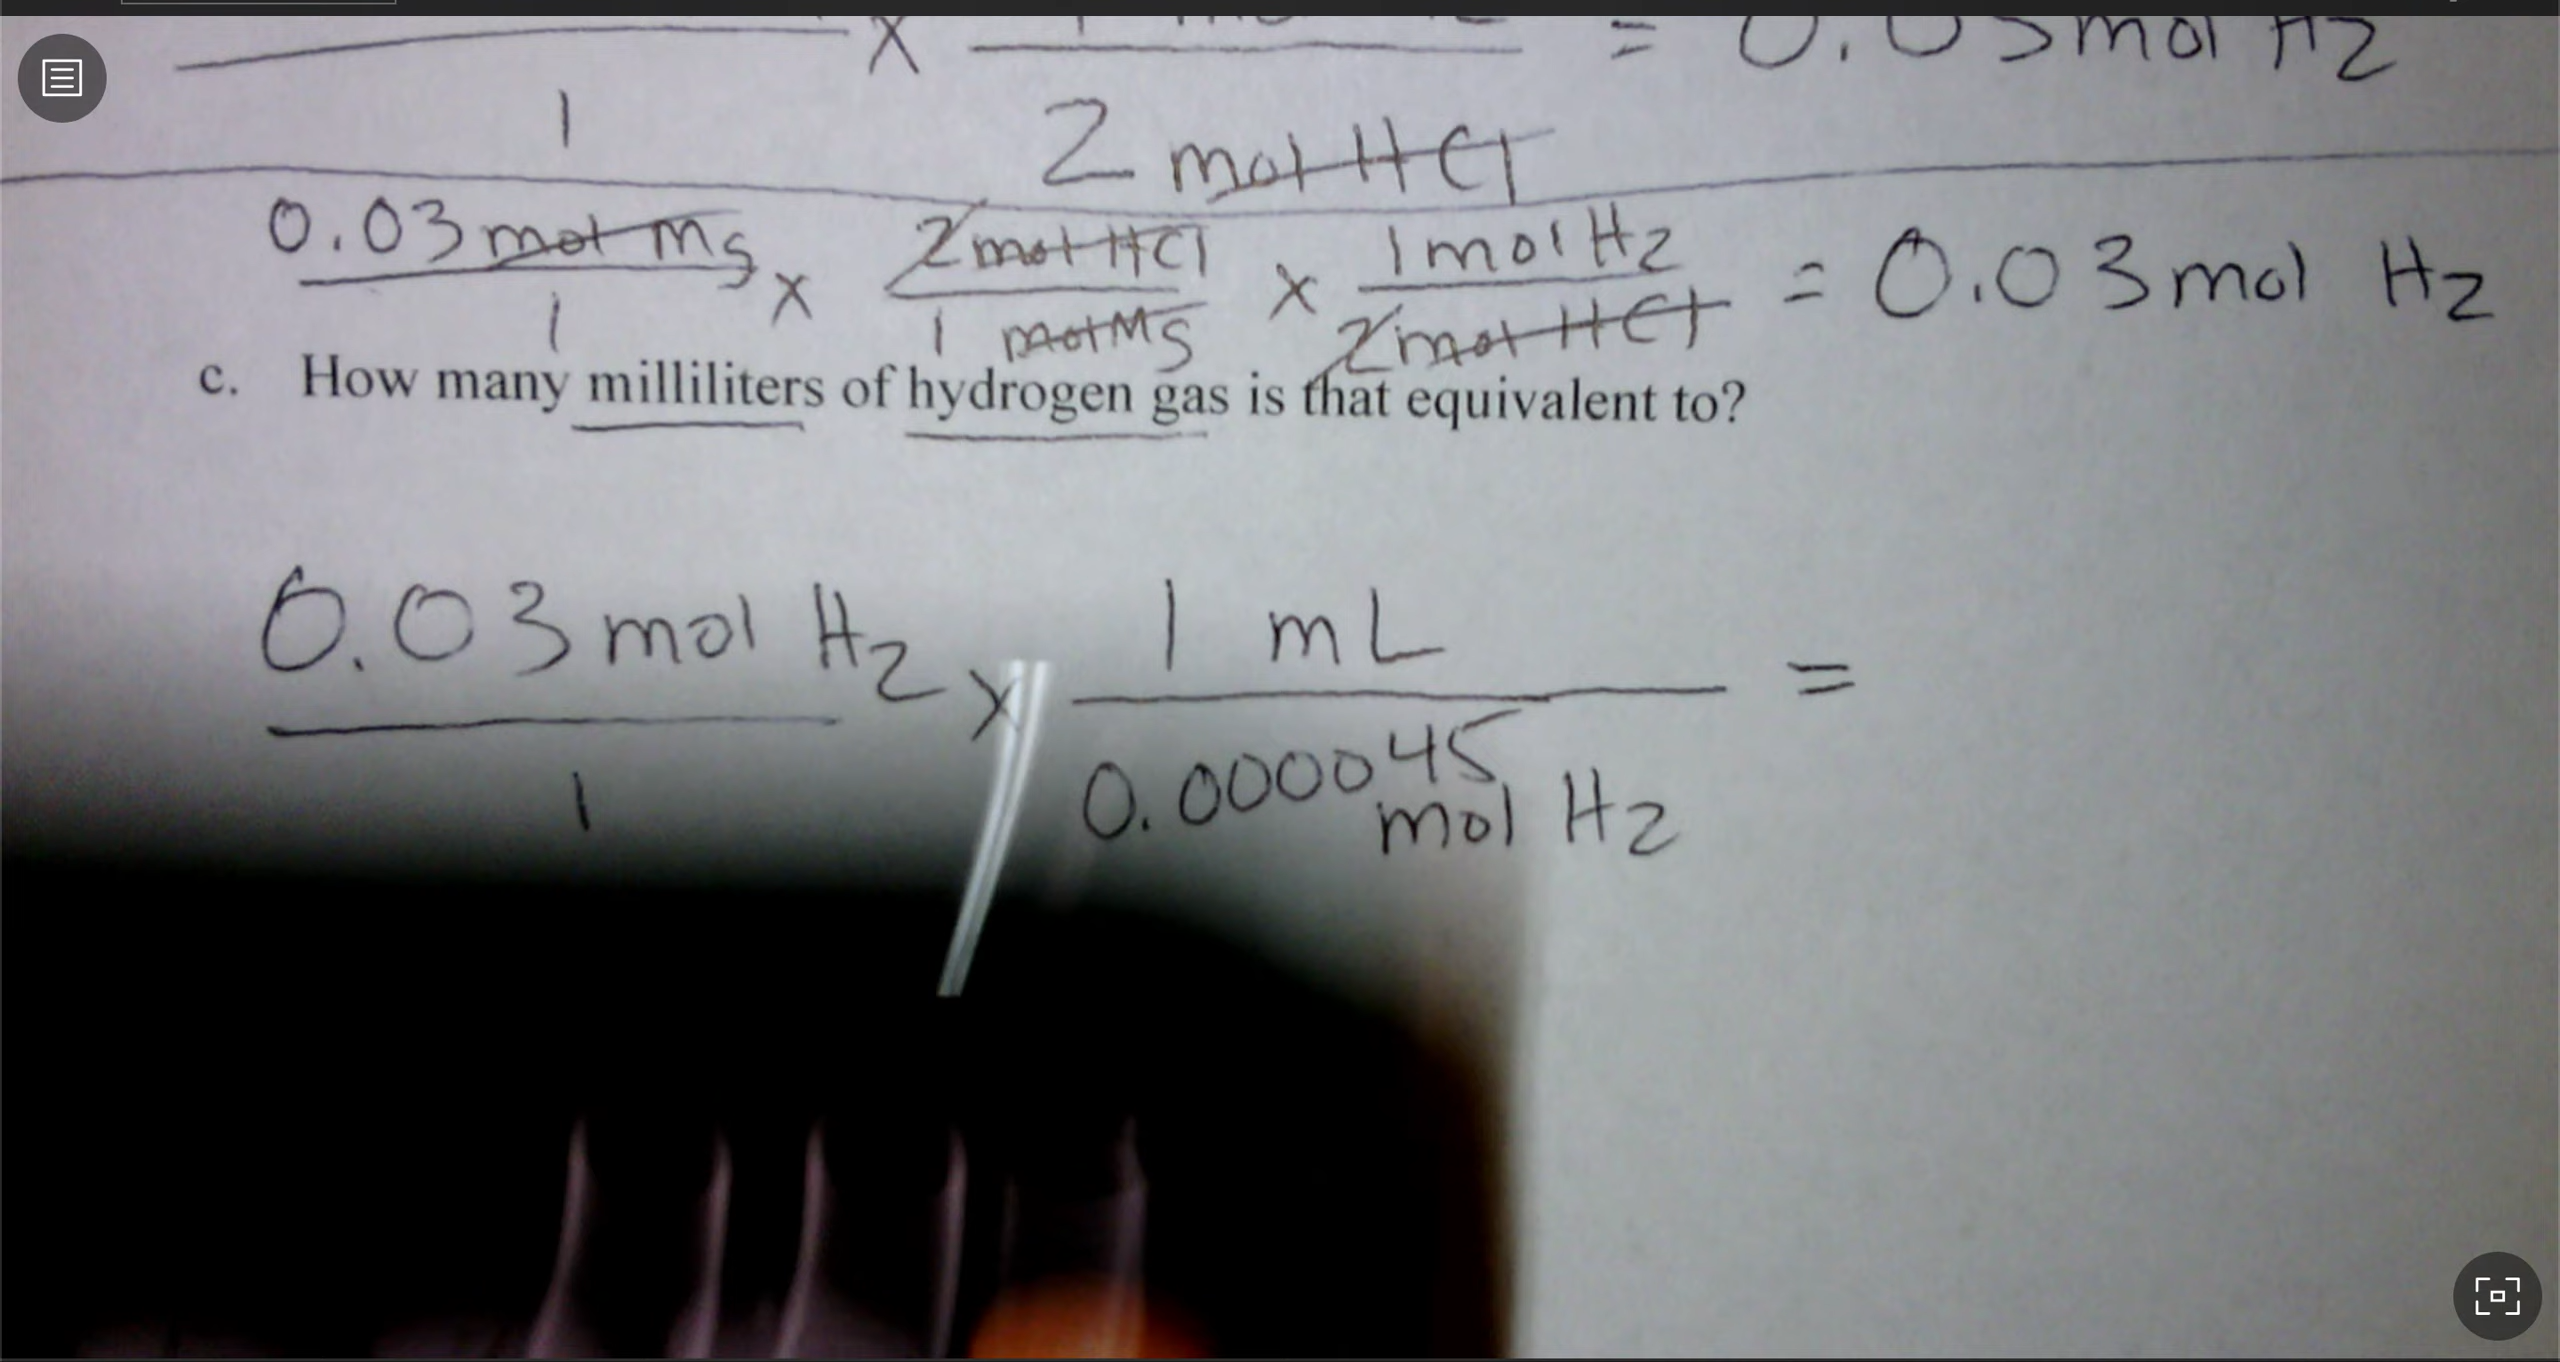 = 0.03 mol H2
X
1
2 mol HCl
0.03 mol Mg X 2 mol HCl X 1 mol H2 = 0.03 mol H2
1 1 mol Mg 2 mol HCl
c. How many milliliters of hydrogen gas is that equivalent to?
0.03 mol H2 X 1 mL =
1 0.000045 mol H2